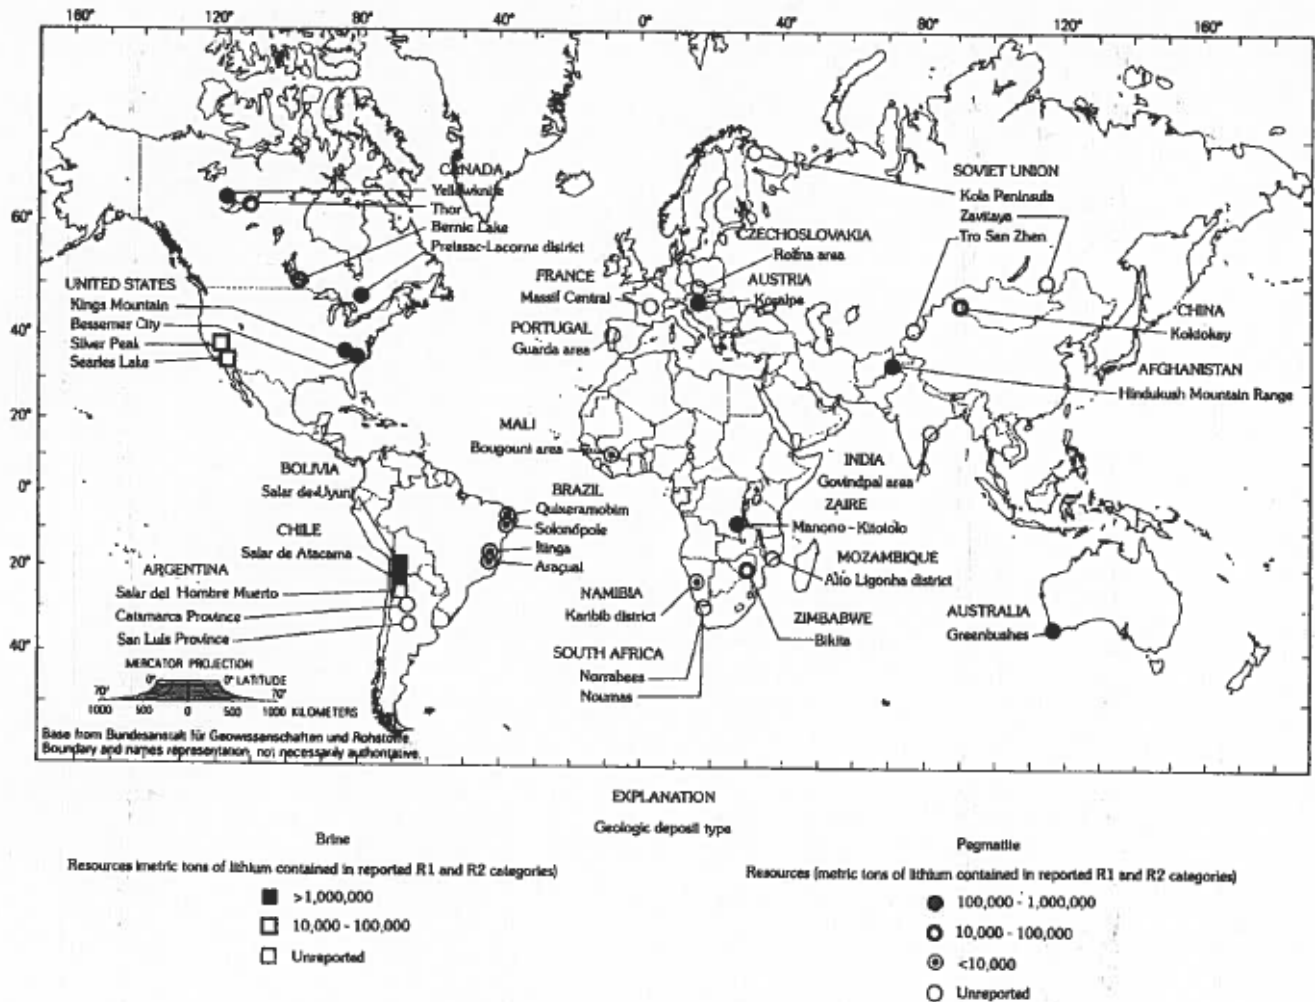 160° 120° 80° 40° 0° 40° 80° 120° 160°
60°
40°
20°
0°
20°
40°
CANADA
Yellowknife
Thor
Bernic Lake
Preissac-Lacorne district
UNITED STATES
Kings Mountain
Bessemer City
Silver Peak
Searles Lake
SOVIET UNION
Kola Peninsula
Zavitaya
Tro San Zhen
CZECHOSLOVAKIA
Rožna area
FRANCE
Massif Central
AUSTRIA
Koralpe
PORTUGAL
Guarda area
CHINA
Koktokay
AFGHANISTAN
Hindukush Mountain Range
MALI
Bougouni area
INDIA
Govindpal area
BOLIVIA
Salar de Uyuni
BRAZIL
Quixeramobim
Solonópole
Itinga
Araçuai
ZAIRE
Manono - Kitotolo
CHILE
Salar de Atacama
MOZAMBIQUE
Alto Ligonha district
ARGENTINA
Salar del Hombre Muerto
Catamarca Province
San Luis Province
NAMIBIA
Karibib district
ZIMBABWE
Bikita
AUSTRALIA
Greenbushes
SOUTH AFRICA
Norrabees
Noumas
MERCATOR PROJECTION
0° 0° LATITUDE
70° 70°
1000 500 0 500 1000 KILOMETERS
Base from Bundesanstalt für Geowissenschaften und Rohstoffe.
Boundary and names representation, not necessarily authoritative.
EXPLANATION
Geologic deposit type
Brine
Resources (metric tons of lithium contained in reported R1 and R2 categories)
>1,000,000
10,000 - 100,000
Unreported
Pegmatite
Resources (metric tons of lithium contained in reported R1 and R2 categories)
100,000 - 1,000,000
10,000 - 100,000
<10,000
Unreported